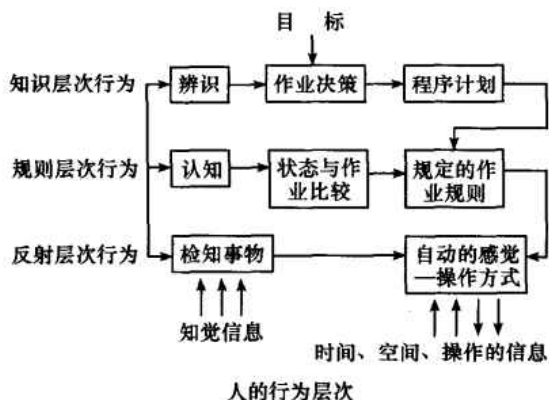 目 标
知识层次行为
辨识
作业决策
程序计划
规则层次行为
认知
状态与作
业比较
规定的作
业规则
反射层次行为
检知事物
自动的感觉
—操作方式
知觉信息
时间、空间、操作的信息
人的行为层次